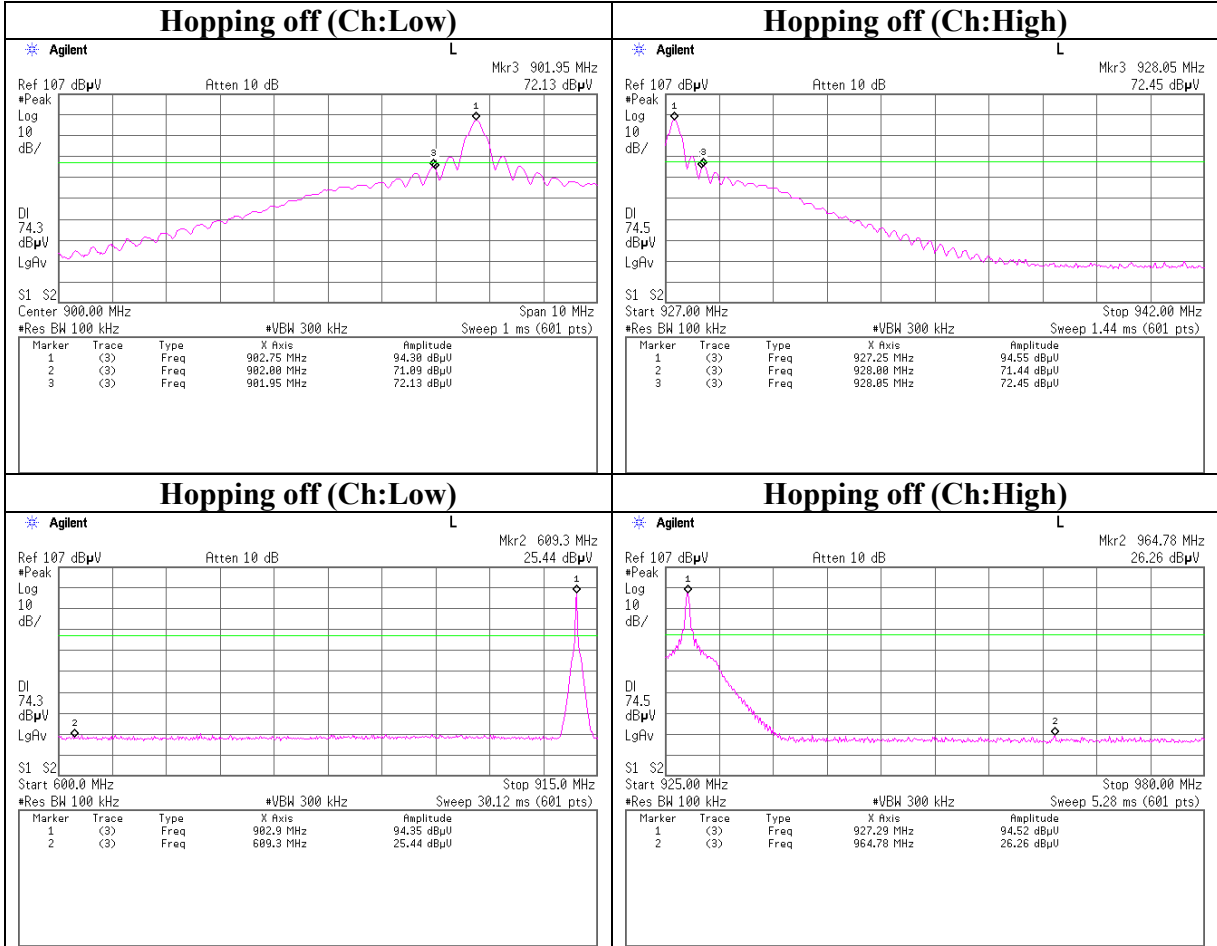 Hopping off (Ch:Low)
Agilent
L
Mkr3 901.95 MHz
Ref 107 dBµV
Atten 10 dB
72.13 dBµV
#Peak
Log
10
dB/
1
3
DI
74.3
dBµV
LgAv
S1 S2
Center 900.00 MHz
Span 10 MHz
#Res BW 100 kHz
#VBW 300 kHz
Sweep 1 ms (601 pts)
Marker Trace Type X Axis Amplitude
1 (3) Freq 902.75 MHz 94.30 dBµV
2 (3) Freq 902.00 MHz 71.09 dBµV
3 (3) Freq 901.95 MHz 72.13 dBµV
Hopping off (Ch:High)
Agilent
L
Mkr3 928.05 MHz
Ref 107 dBµV
Atten 10 dB
72.45 dBµV
#Peak
Log
10
dB/
1
3
DI
74.5
dBµV
LgAv
S1 S2
Start 927.00 MHz
Stop 942.00 MHz
#Res BW 100 kHz
#VBW 300 kHz
Sweep 1.44 ms (601 pts)
Marker Trace Type X Axis Amplitude
1 (3) Freq 927.25 MHz 94.55 dBµV
2 (3) Freq 928.00 MHz 71.44 dBµV
3 (3) Freq 928.05 MHz 72.45 dBµV
Hopping off (Ch:Low)
Agilent
L
Mkr2 609.3 MHz
Ref 107 dBµV
Atten 10 dB
25.44 dBµV
#Peak
Log
10
dB/
1
DI
74.3
dBµV
2
LgAv
S1 S2
Start 600.0 MHz
Stop 915.0 MHz
#Res BW 100 kHz
#VBW 300 kHz
Sweep 30.12 ms (601 pts)
Marker Trace Type X Axis Amplitude
1 (3) Freq 902.9 MHz 94.35 dBµV
2 (3) Freq 609.3 MHz 25.44 dBµV
Hopping off (Ch:High)
Agilent
L
Mkr2 964.78 MHz
Ref 107 dBµV
Atten 10 dB
26.26 dBµV
#Peak
Log
10
dB/
1
DI
74.5
dBµV
2
LgAv
S1 S2
Start 925.00 MHz
Stop 980.00 MHz
#Res BW 100 kHz
#VBW 300 kHz
Sweep 5.28 ms (601 pts)
Marker Trace Type X Axis Amplitude
1 (3) Freq 927.29 MHz 94.52 dBµV
2 (3) Freq 964.78 MHz 26.26 dBµV